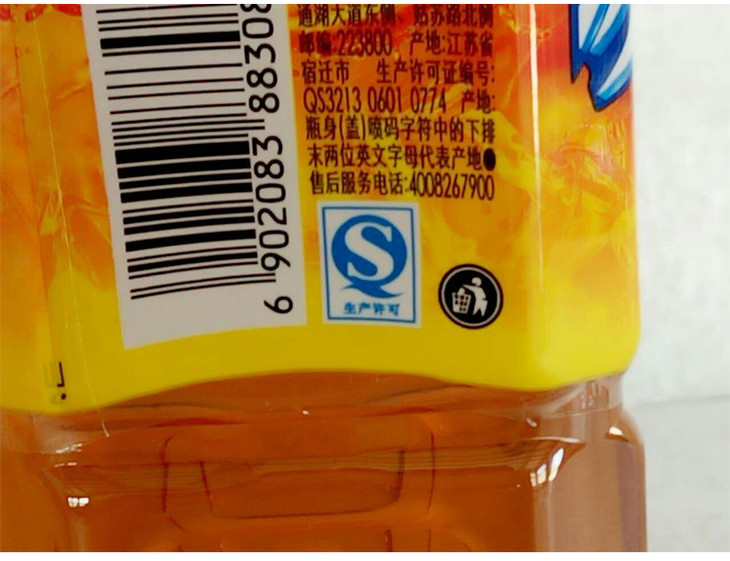 通湖大道东侧、姑苏路北侧
邮编:223800 产地:江苏省
宿迁市 生产许可证编号:
QS3213 0601 0774 产地:
瓶身(盖)喷码字符中的下排
末两位英文字母代表产地●
售后服务电话:4008267900
生产许可
6 902083 88308